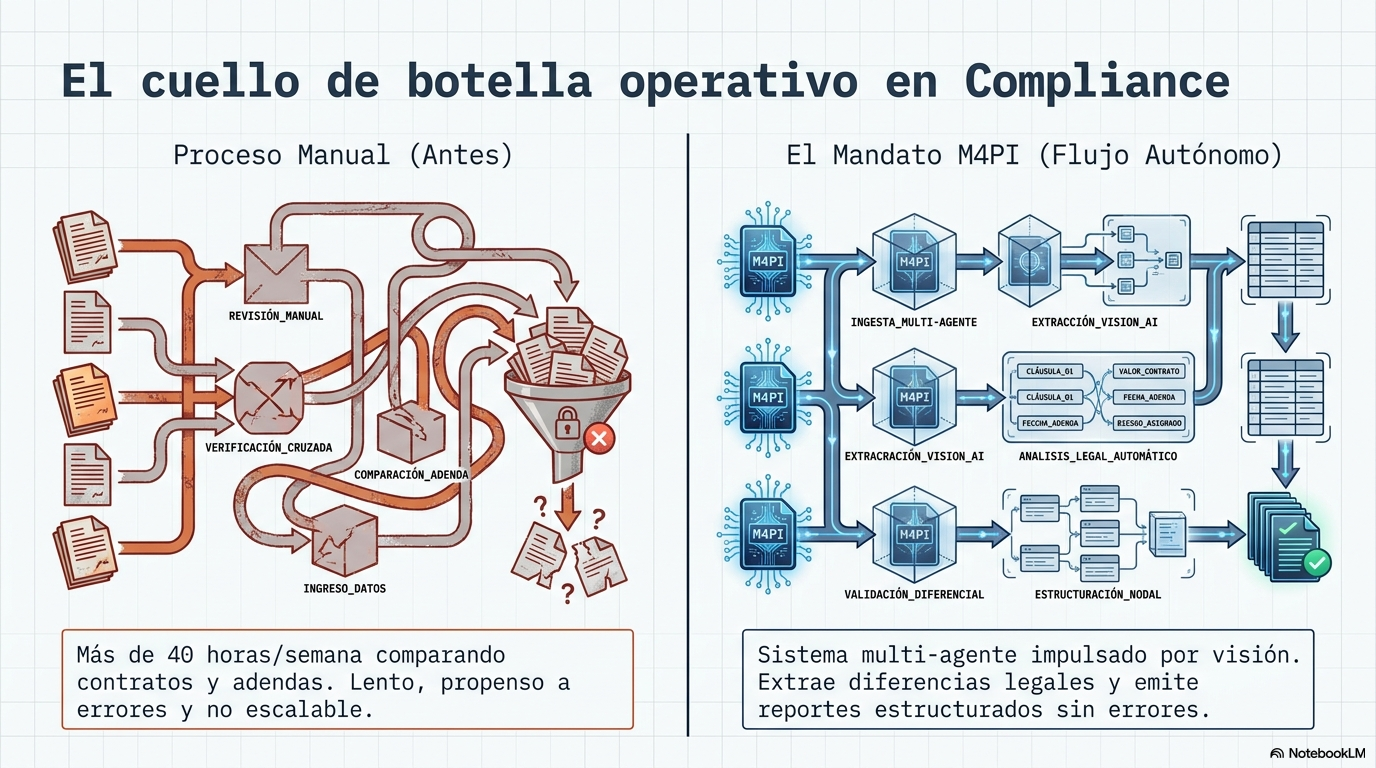 El cuello de botella operativo en Compliance
Proceso Manual (Antes)
REVISIÓN_MANUAL
VERIFICACIÓN_CRUZADA
COMPARACIÓN_ADENDA
INGRESO_DATOS
?
?
?
Más de 40 horas/semana comparando
contratos y adendas. Lento, propenso a
errores y no escalable.
El Mandato M4PI (Flujo Autónomo)
M4PI
M4PI
INGESTA_MULTI-AGENTE
EXTRACCIÓN_VISION_AI
M4PI
M4PI
CLÁUSULA_01
VALOR_CONTRATO
CLÁUSULA_01
FECHA_ADENDA
FECCHA_ADENOA
RIESGO_ASIGRAOO
EXTRACRACIÓN_VISION_AI
ANALISIS_LEGAL_AUTOMÁTICO
M4PI
M4PI
VALIDACIÓN_DIFERENCIAL
ESTRUCTURACIÓN_NODAL
Sistema multi-agente impulsado por visión.
Extrae diferencias legales y emite
reportes estructurados sin errores.
NotebookLM